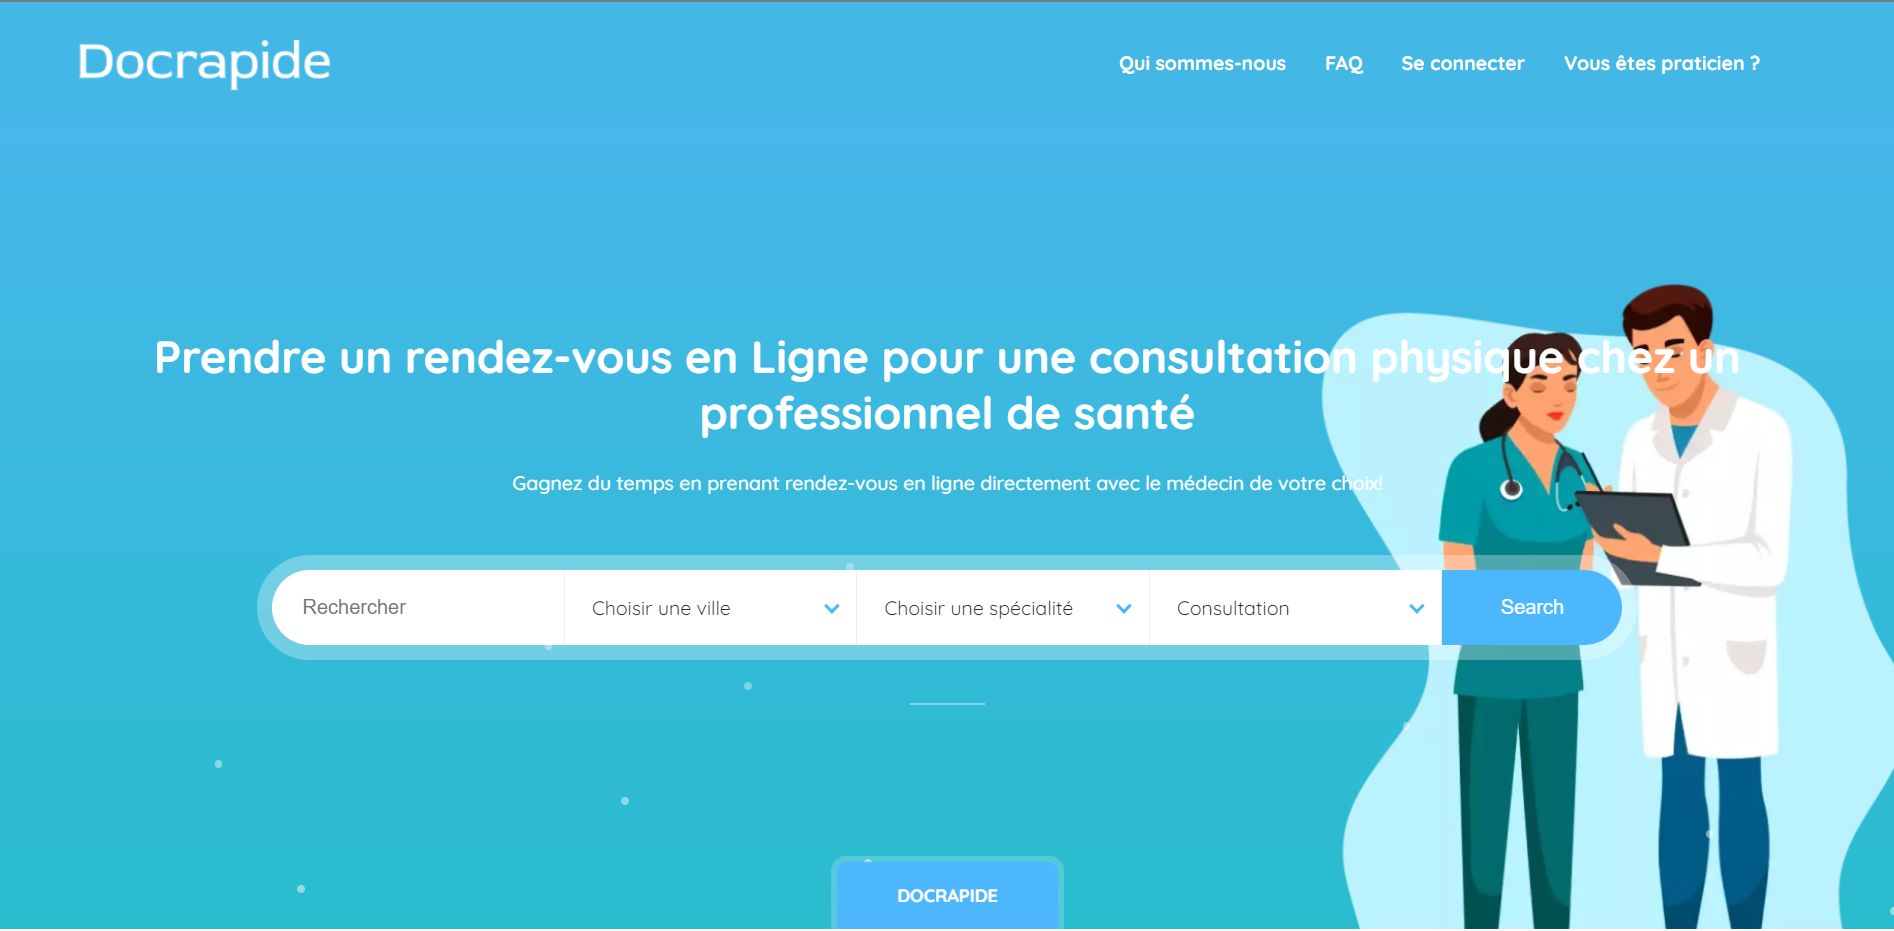 Docrapide
Qui sommes-nous FAQ Se connecter Vous êtes praticien ?
Prendre un rendez-vous en Ligne pour une consultation physique chez un
professionnel de santé
Gagnez du temps en prenant rendez-vous en ligne directement avec le médecin de votre choix!
Rechercher Choisir une ville Choisir une spécialité Consultation Search
DOCRAPIDE